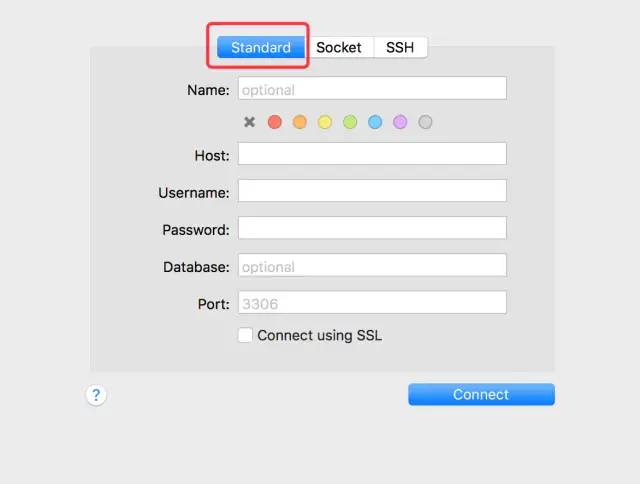 Standard Socket SSH
Name: optional
Host:
Username:
Password:
Database: optional
Port: 3306
Connect using SSL
? Connect